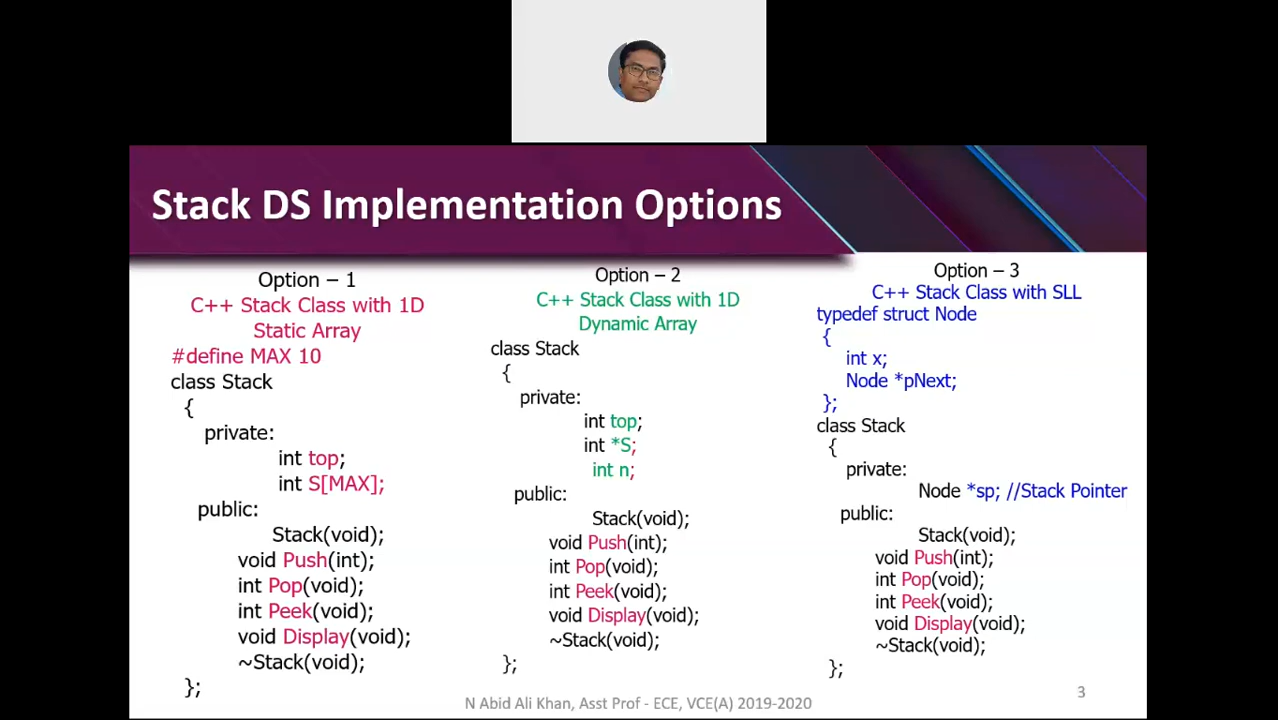 Stack DS Implementation Options
Option – 1
C++ Stack Class with 1D
Static Array
#define MAX 10
class Stack
{
private:
int top;
int S[MAX];
public:
Stack(void);
void Push(int);
int Pop(void);
int Peek(void);
void Display(void);
~Stack(void);
};
Option – 2
C++ Stack Class with 1D
Dynamic Array
class Stack
{
private:
int top;
int *S;
int n;
public:
Stack(void);
void Push(int);
int Pop(void);
int Peek(void);
void Display(void);
~Stack(void);
};
Option – 3
C++ Stack Class with SLL
typedef struct Node
{
int x;
Node *pNext;
};
class Stack
{
private:
Node *sp; //Stack Pointer
public:
Stack(void);
void Push(int);
int Pop(void);
int Peek(void);
void Display(void);
~Stack(void);
};
N Abid Ali Khan, Asst Prof - ECE, VCE(A) 2019-2020
3